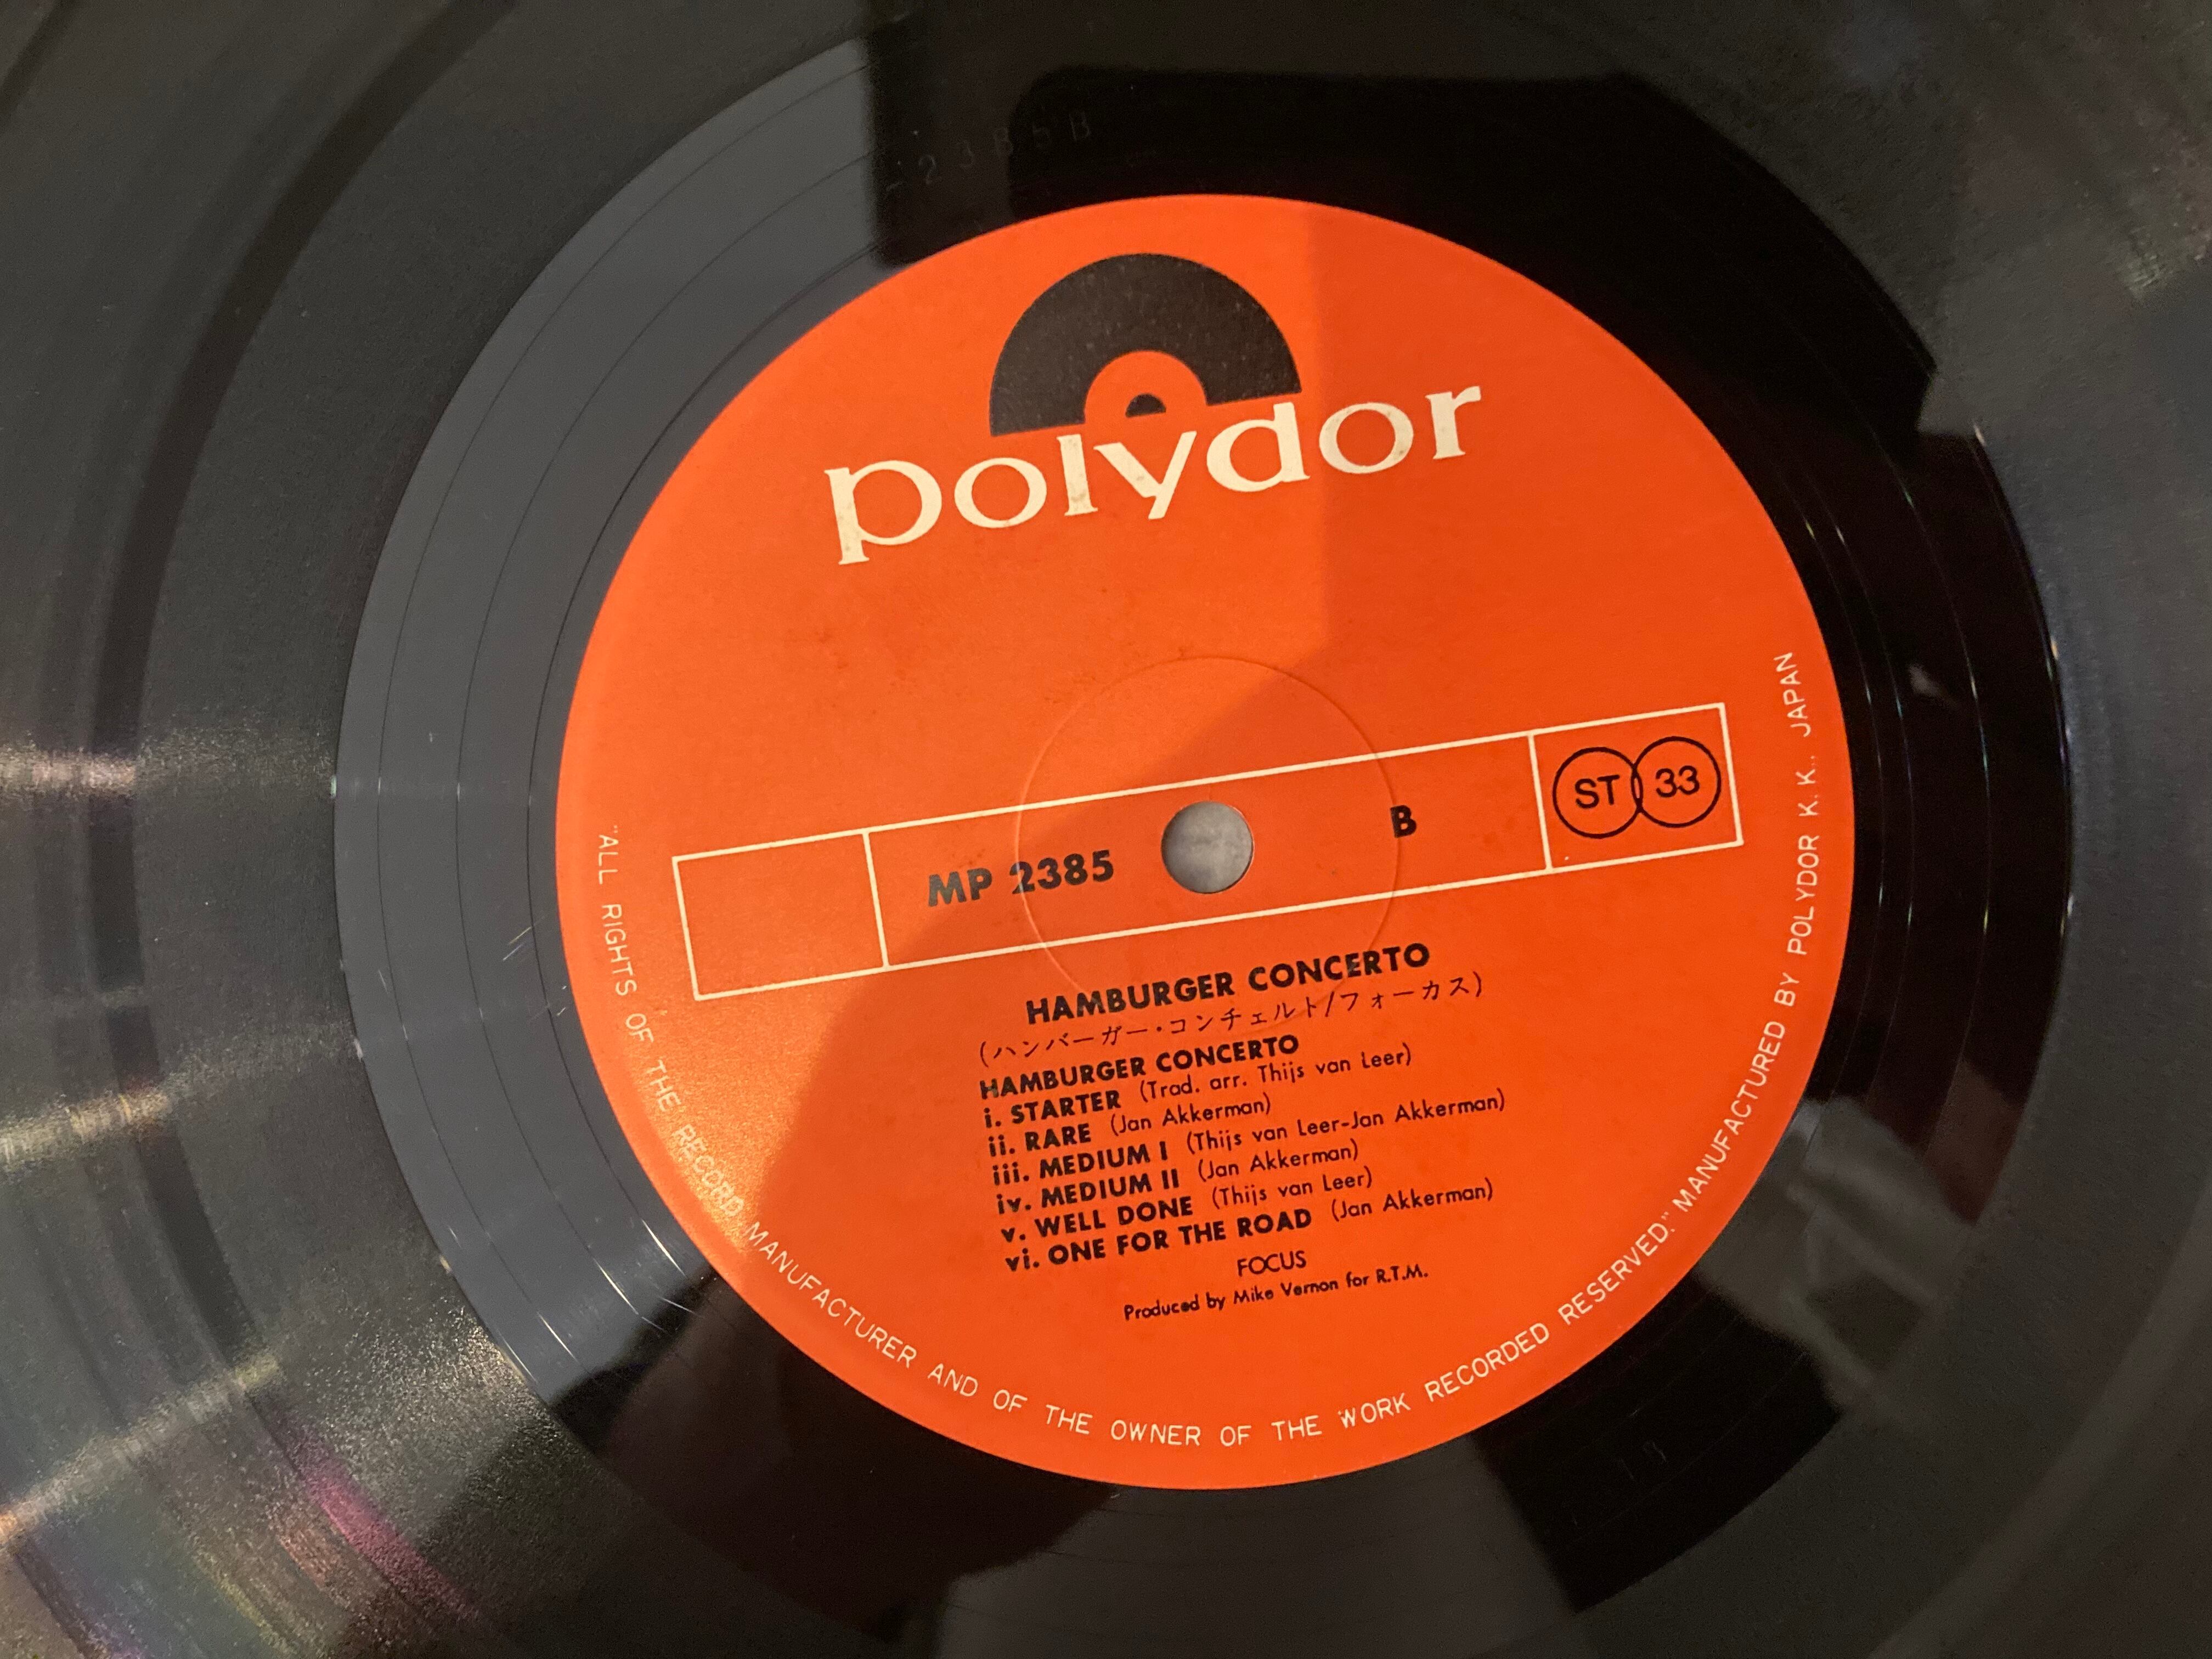 2385B
polydor
MP 2385
B
ST 33
HAMBURGER CONCERTO
(ハンバーガー・コンチェルト/フォーカス)
HAMBURGER CONCERTO
i. STARTER (Trad. arr. Thijs van Leer)
ii. RARE (Jan Akkerman)
iii. MEDIUM I (Thijs van Leer-Jan Akkerman)
iv. MEDIUM II (Jan Akkerman)
v. WELL DONE (Thijs van Leer)
vi. ONE FOR THE ROAD (Jan Akkerman)
FOCUS
Produced by Mike Vernon for R.T.M.
"ALL RIGHTS OF THE RECORD MANUFACTURER AND OF THE OWNER OF THE WORK RECORDED RESERVED." MANUFACTURED BY POLYDOR K.K., JAPAN